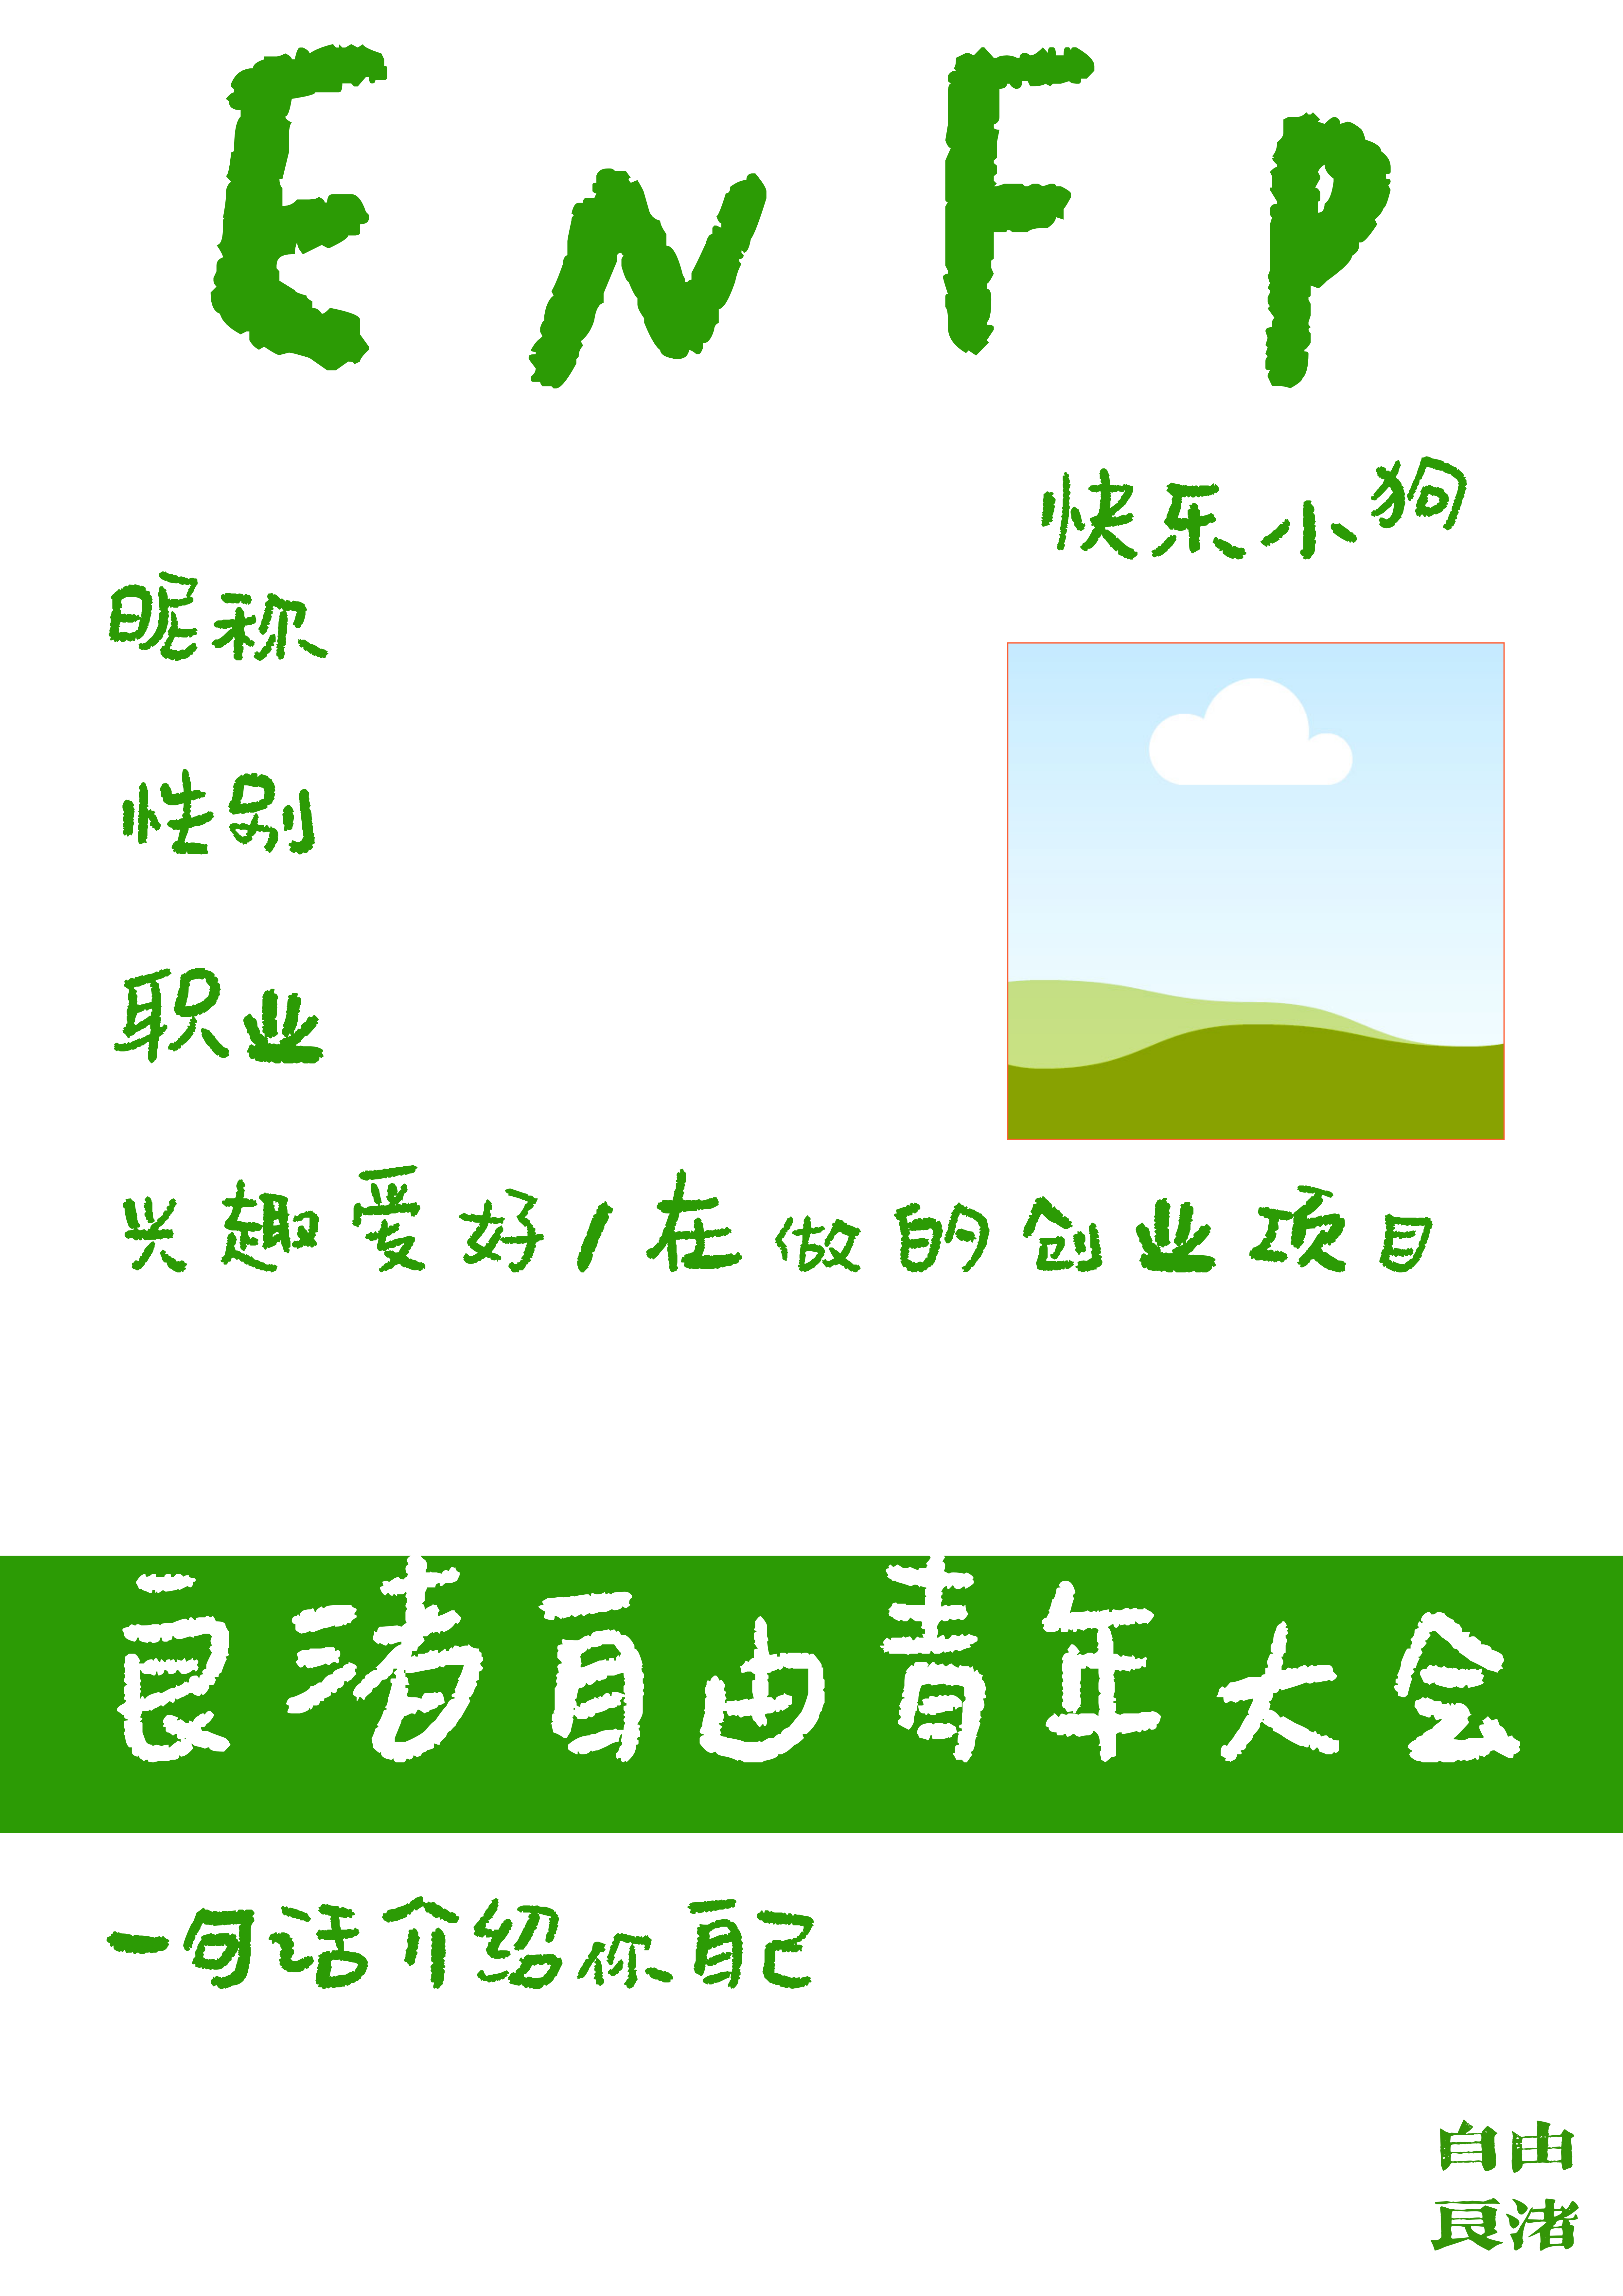 ENFP
快乐小狗
昵称
性别
职业
兴趣爱好/在做的创业项目
良渚自由青年大会
一句话介绍你自己
自由
良渚